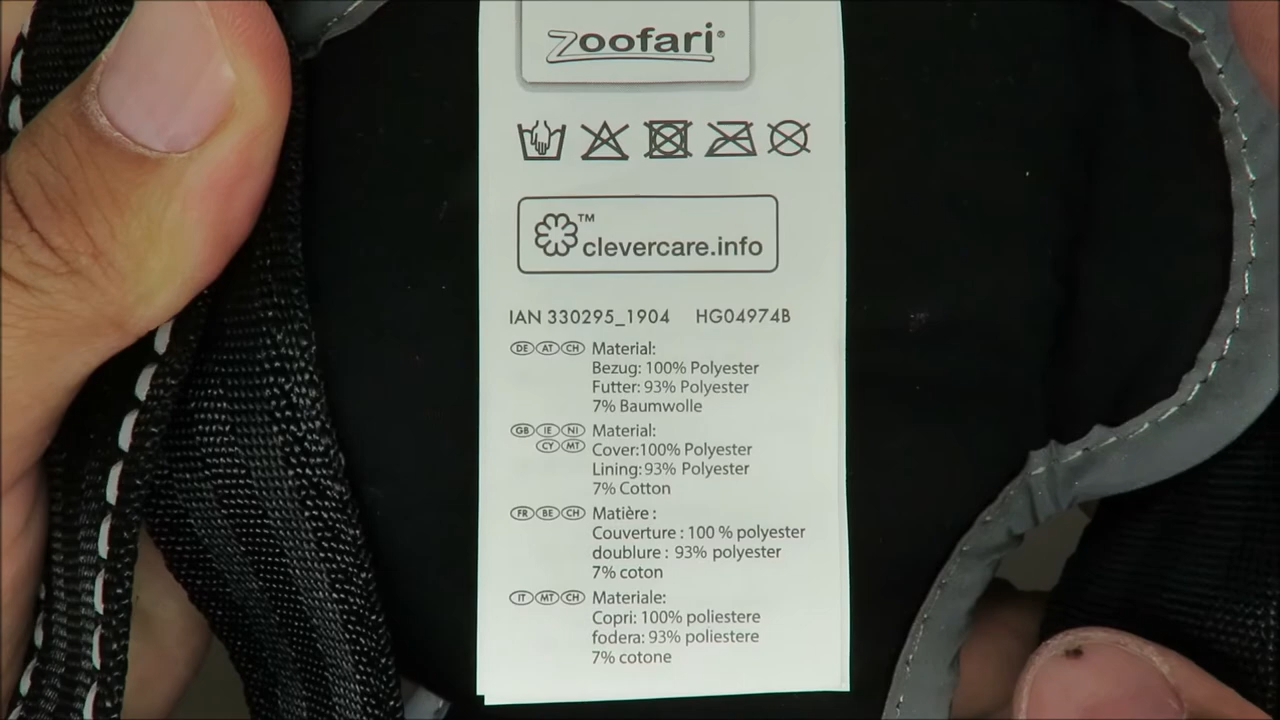 Zoofari®
™
clevercare.info
IAN 330295_1904 HG04974B
DE AT CH Material:
Bezug: 100% Polyester
Futter: 93% Polyester
7% Baumwolle
GB IE NI Material:
CY MT Cover:100% Polyester
Lining: 93% Polyester
7% Cotton
FR BE CH Matière :
Couverture : 100 % polyester
doublure : 93% polyester
7% coton
IT MT CH Materiale:
Copri: 100% poliestere
fodera: 93% poliestere
7% cotone